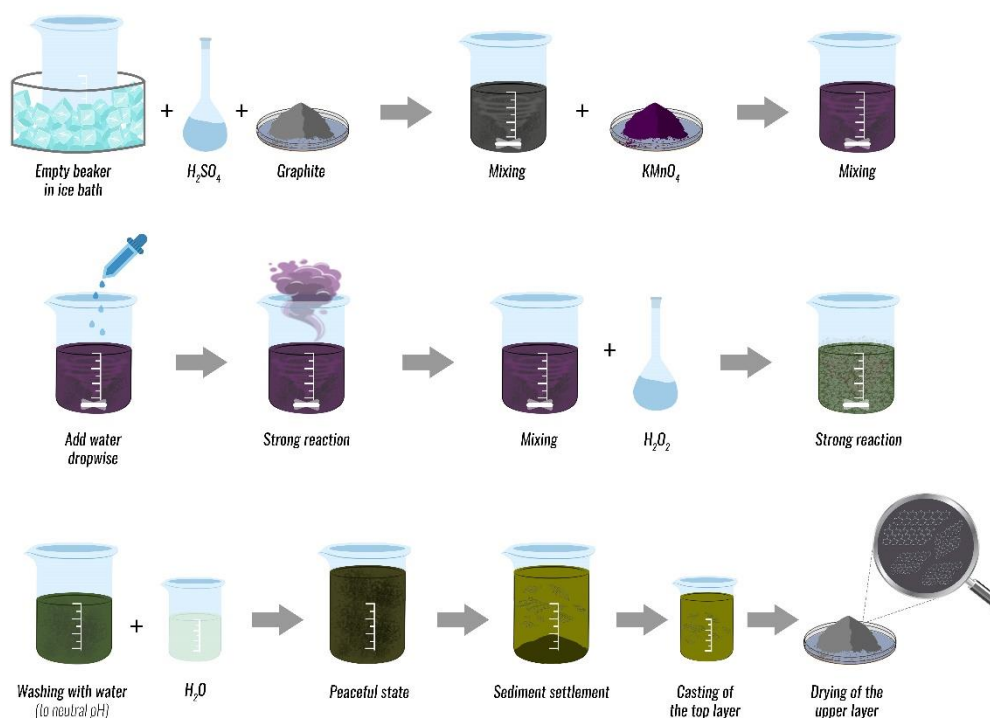 +
+
+
Empty beaker
in ice bath
H₂SO₄
Graphite
Mixing
KMnO₄
Mixing
+
Add water
dropwise
Strong reaction
Mixing
H₂O₂
Strong reaction
+
Washing with water
(to neutral pH)
H₂O
Peaceful state
Sediment settlement
Casting of
the top layer
Drying of the
upper layer